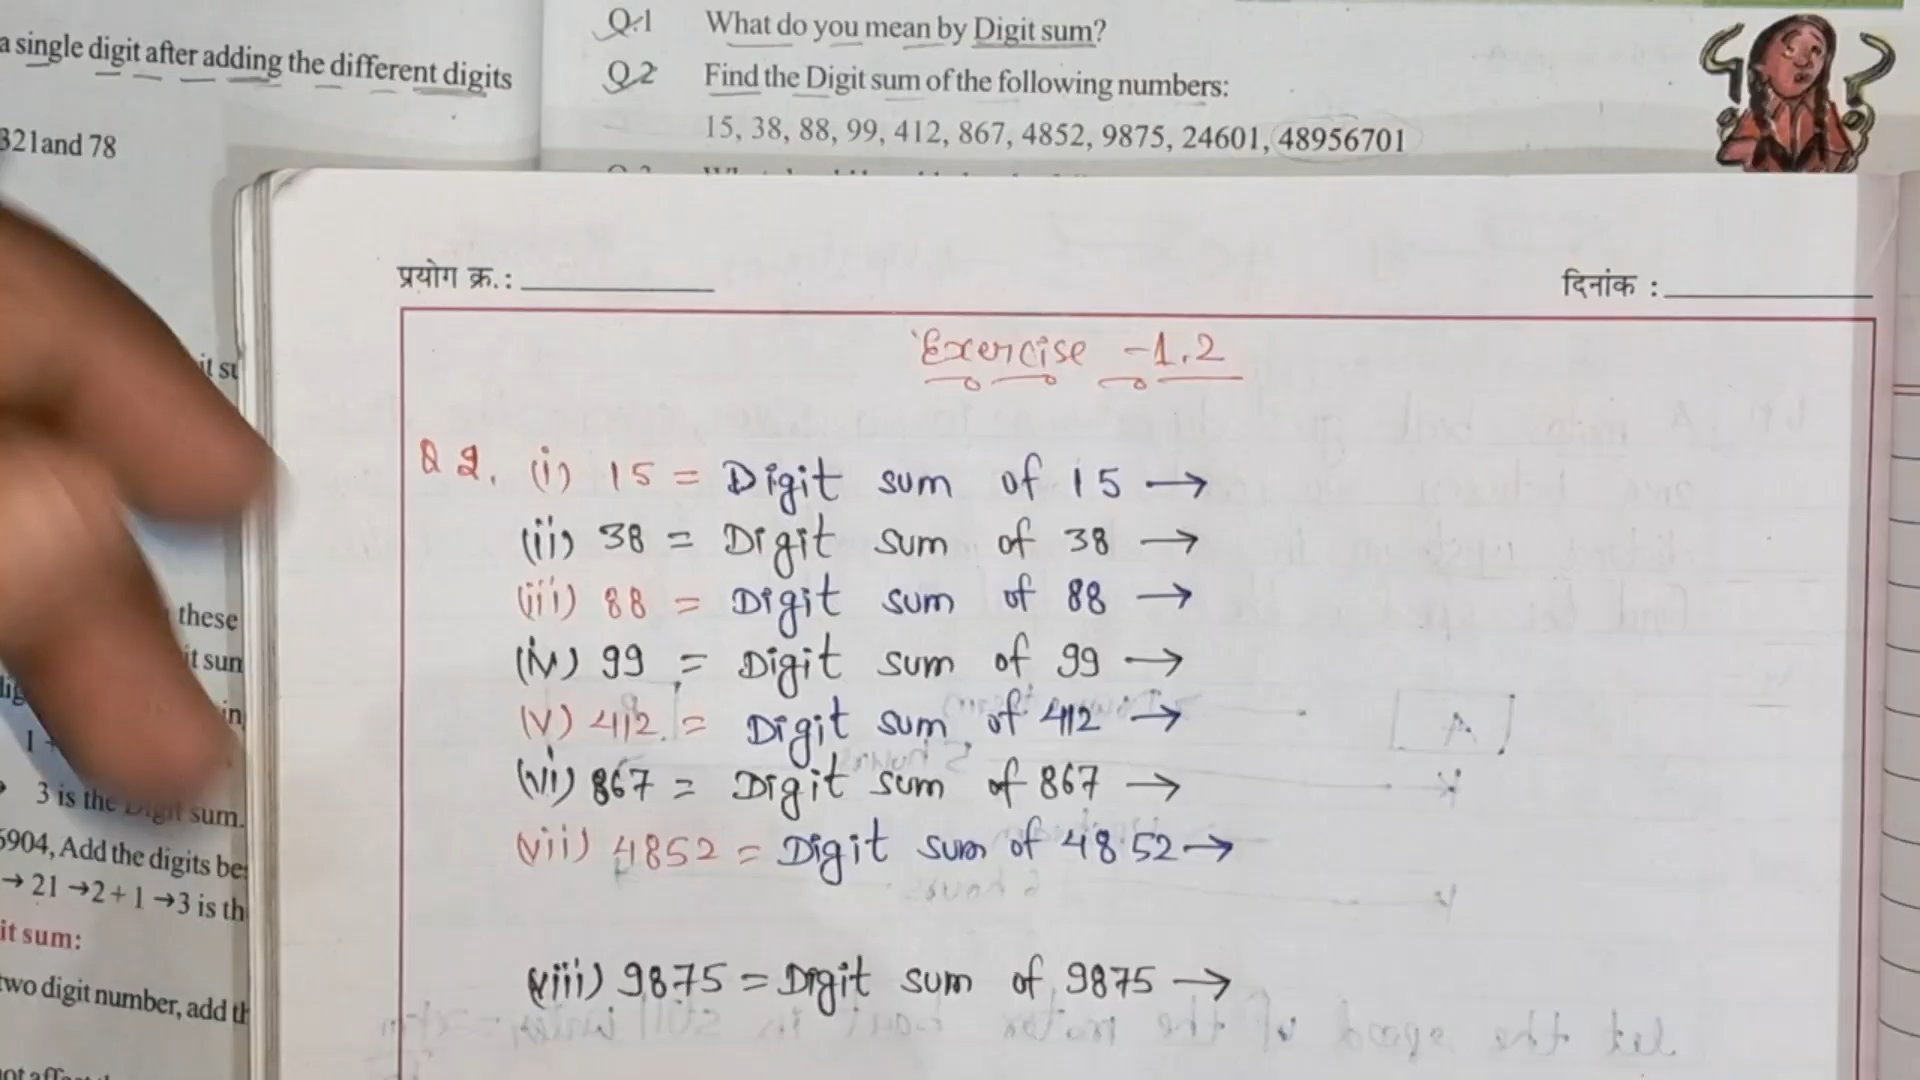 a single digit after adding the different digits
321and 78
Q.1 What do you mean by Digit sum?
Q.2 Find the Digit sum of the following numbers:
15, 38, 88, 99, 412, 867, 4852, 9875, 24601, 48956701
प्रयोग क्र.:
दिनांक :
Exercise -1.2
Q 2. (i) 15 = Digit sum of 15 →
(ii) 38 = Digit sum of 38 →
(iii) 88 = Digit sum of 88 →
(iv) 99 = Digit sum of 99 →
(v) 412 = Digit sum of 412 →
(vi) 867 = Digit sum of 867 →
(vii) 4852 = Digit sum of 4852 →
(viii) 9875 = Digit sum of 9875 →
these
3 is the Digit sum.
5904, Add the digits
→ 21 → 2 + 1 → 3 is
it sum:
two digit number, add